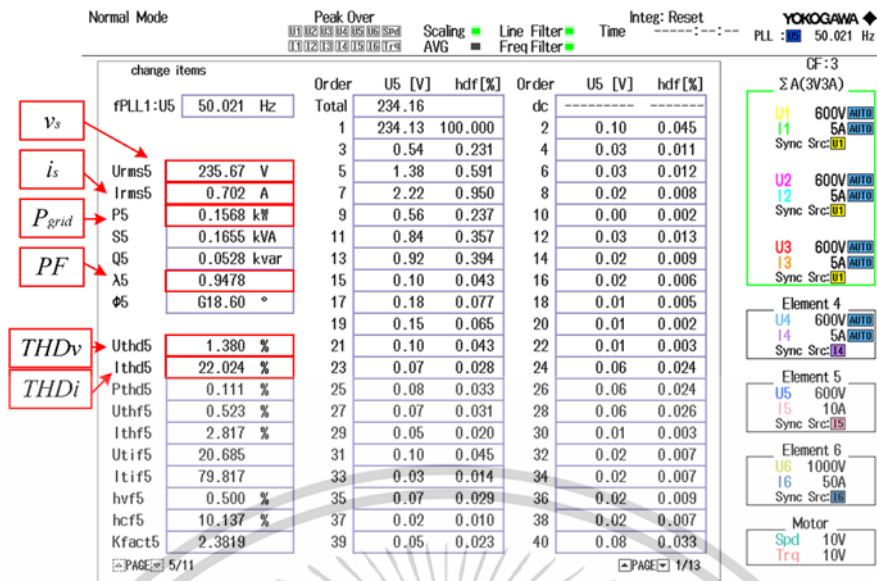 Normal Mode Peak Over Integ: Reset YOKOGAWA
U1 U2 U3 U4 U5 U6 Spd Scaling Line Filter Time -----:--:-- PLL : U5 50.021 Hz
I1 I2 I3 I4 I5 I6 Trq AVG Freq Filter
CF:3
change items
Order U5 [V] hdf[%] Order U5 [V] hdf[%]
fPLL1:U5 50.021 Hz Total 234.16 dc -------- -------
1 234.13 100.000 2 0.10 0.045
3 0.54 0.231 4 0.03 0.011
vs Urms5 235.67 V 5 1.38 0.591 6 0.03 0.012
is Irms5 0.702 A 7 2.22 0.950 8 0.02 0.008
Pgrid P5 0.1568 kW 9 0.56 0.237 10 0.00 0.002
S5 0.1655 kVA 11 0.84 0.357 12 0.03 0.013
Q5 0.0528 kvar 13 0.92 0.394 14 0.02 0.009
PF λ5 0.9478 15 0.10 0.043 16 0.02 0.006
Φ5 G18.60 ° 17 0.18 0.077 18 0.01 0.005
19 0.15 0.065 20 0.01 0.002
THDv Uthd5 1.380 % 21 0.10 0.043 22 0.01 0.003
THDi Ithd5 22.024 % 23 0.07 0.028 24 0.06 0.024
Pthd5 0.111 % 25 0.08 0.033 26 0.06 0.024
Uthf5 0.523 % 27 0.07 0.031 28 0.06 0.026
Ithf5 2.817 % 29 0.05 0.020 30 0.01 0.003
Utif5 20.685 31 0.10 0.045 32 0.02 0.007
Itif5 79.817 33 0.03 0.014 34 0.02 0.007
hvf5 0.500 % 35 0.07 0.029 36 0.02 0.009
hcf5 10.137 % 37 0.02 0.010 38 0.02 0.007
Kfact5 2.3819 39 0.05 0.023 40 0.08 0.033
PAGE 5/11 PAGE 1/13
ΣA(3V3A)
U1 600V AUTO
I1 5A AUTO
Sync Src:U1
U2 600V AUTO
I2 5A AUTO
Sync Src:U1
U3 600V AUTO
I3 5A AUTO
Sync Src:U1
Element 4
U4 600V AUTO
I4 5A AUTO
Sync Src:I4
Element 5
U5 600V
I5 10A
Sync Src:I5
Element 6
U6 1000V
I6 50A
Sync Src:I6
Motor
Spd 10V
Trq 10V